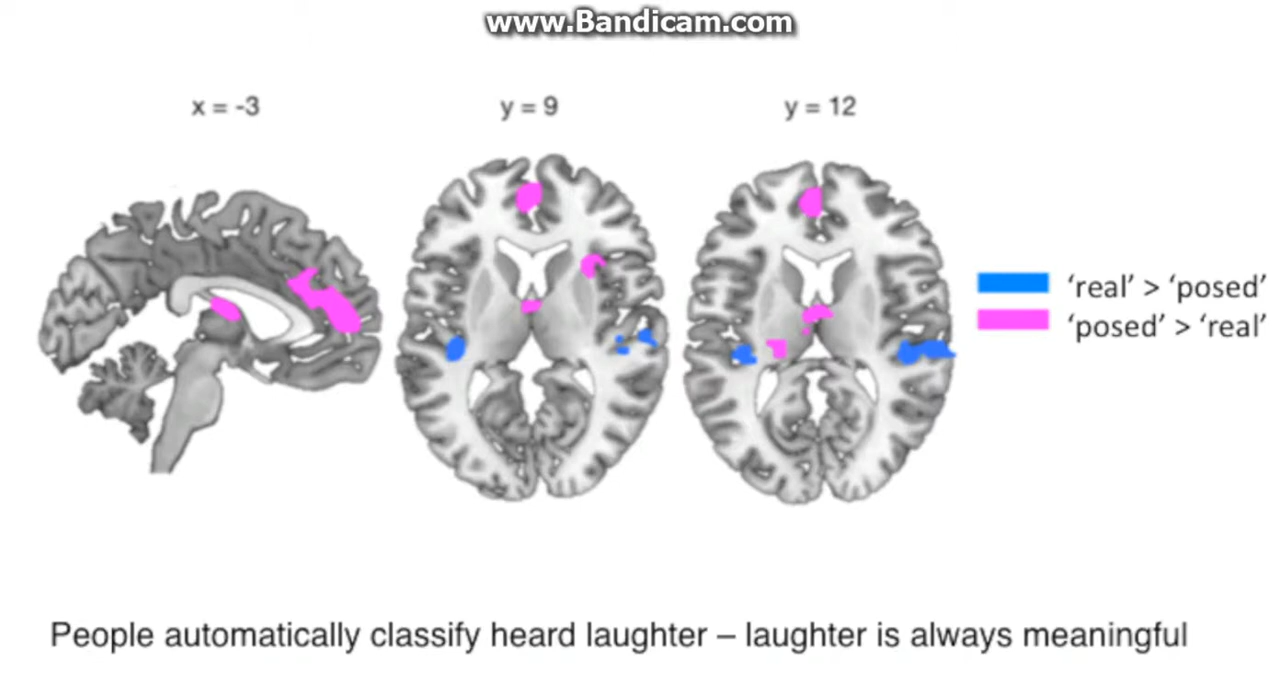 www.Bandicam.com
x = -3
y = 9
y = 12
‘real’ > ‘posed’
‘posed’ > ‘real’
People automatically classify heard laughter – laughter is always meaningful